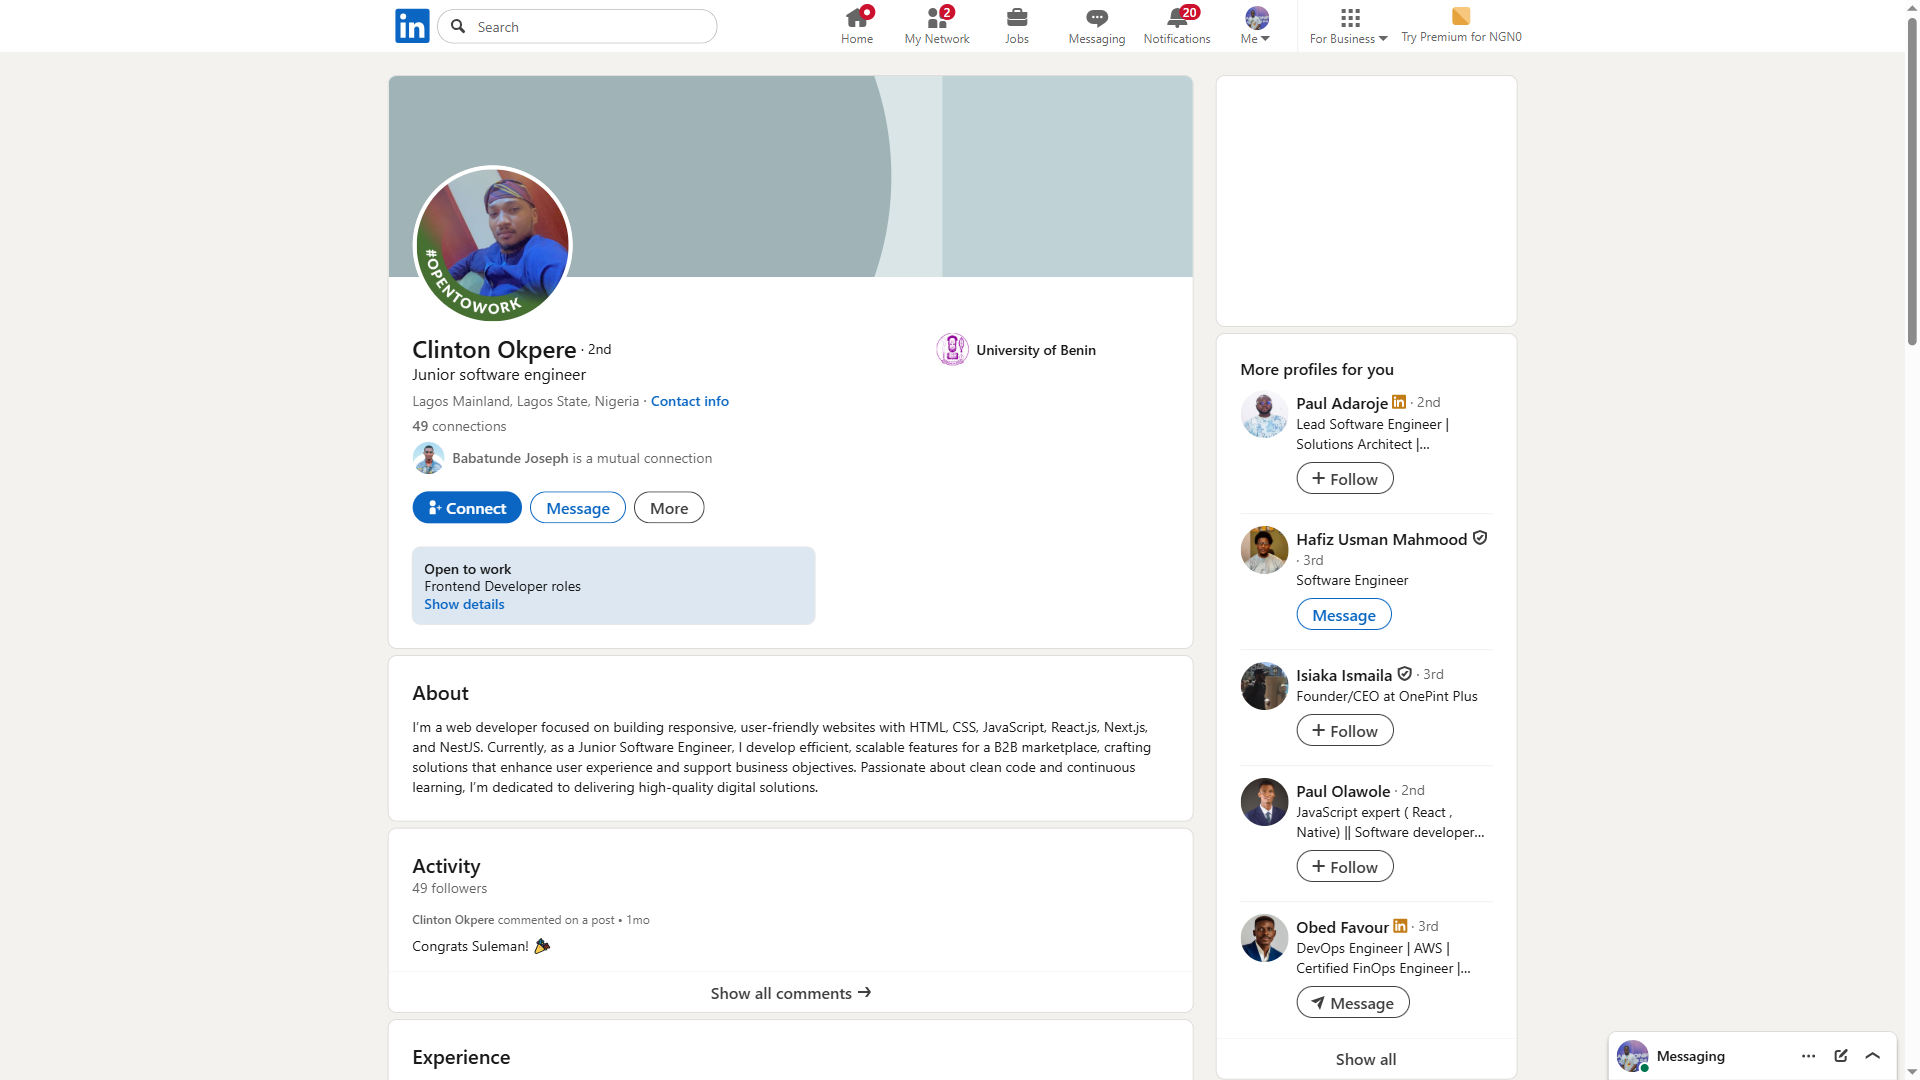 in
Search
Home
2
My Network
Jobs
Messaging
20
Notifications
Me
For Business
Try Premium for NGN0
#OPENTOWORK
Clinton Okpere · 2nd
Junior software engineer
Lagos Mainland, Lagos State, Nigeria · Contact info
49 connections
Babatunde Joseph is a mutual connection
Connect
Message
More
University of Benin
Open to work
Frontend Developer roles
Show details
About
I'm a web developer focused on building responsive, user-friendly websites with HTML, CSS, JavaScript, React.js, Next.js,
and NestJS. Currently, as a Junior Software Engineer, I develop efficient, scalable features for a B2B marketplace, crafting
solutions that enhance user experience and support business objectives. Passionate about clean code and continuous
learning, I'm dedicated to delivering high-quality digital solutions.
Activity
49 followers
Clinton Okpere commented on a post • 1mo
Congrats Suleman! 🎉
Show all comments →
Experience
More profiles for you
Paul Adaroje in · 2nd
Lead Software Engineer |
Solutions Architect |...
+ Follow
Hafiz Usman Mahmood
· 3rd
Software Engineer
Message
Isiaka Ismaila · 3rd
Founder/CEO at OnePint Plus
+ Follow
Paul Olawole · 2nd
JavaScript expert ( React ,
Native) || Software developer...
+ Follow
Obed Favour in · 3rd
DevOps Engineer | AWS |
Certified FinOps Engineer |...
Message
Show all
Messaging